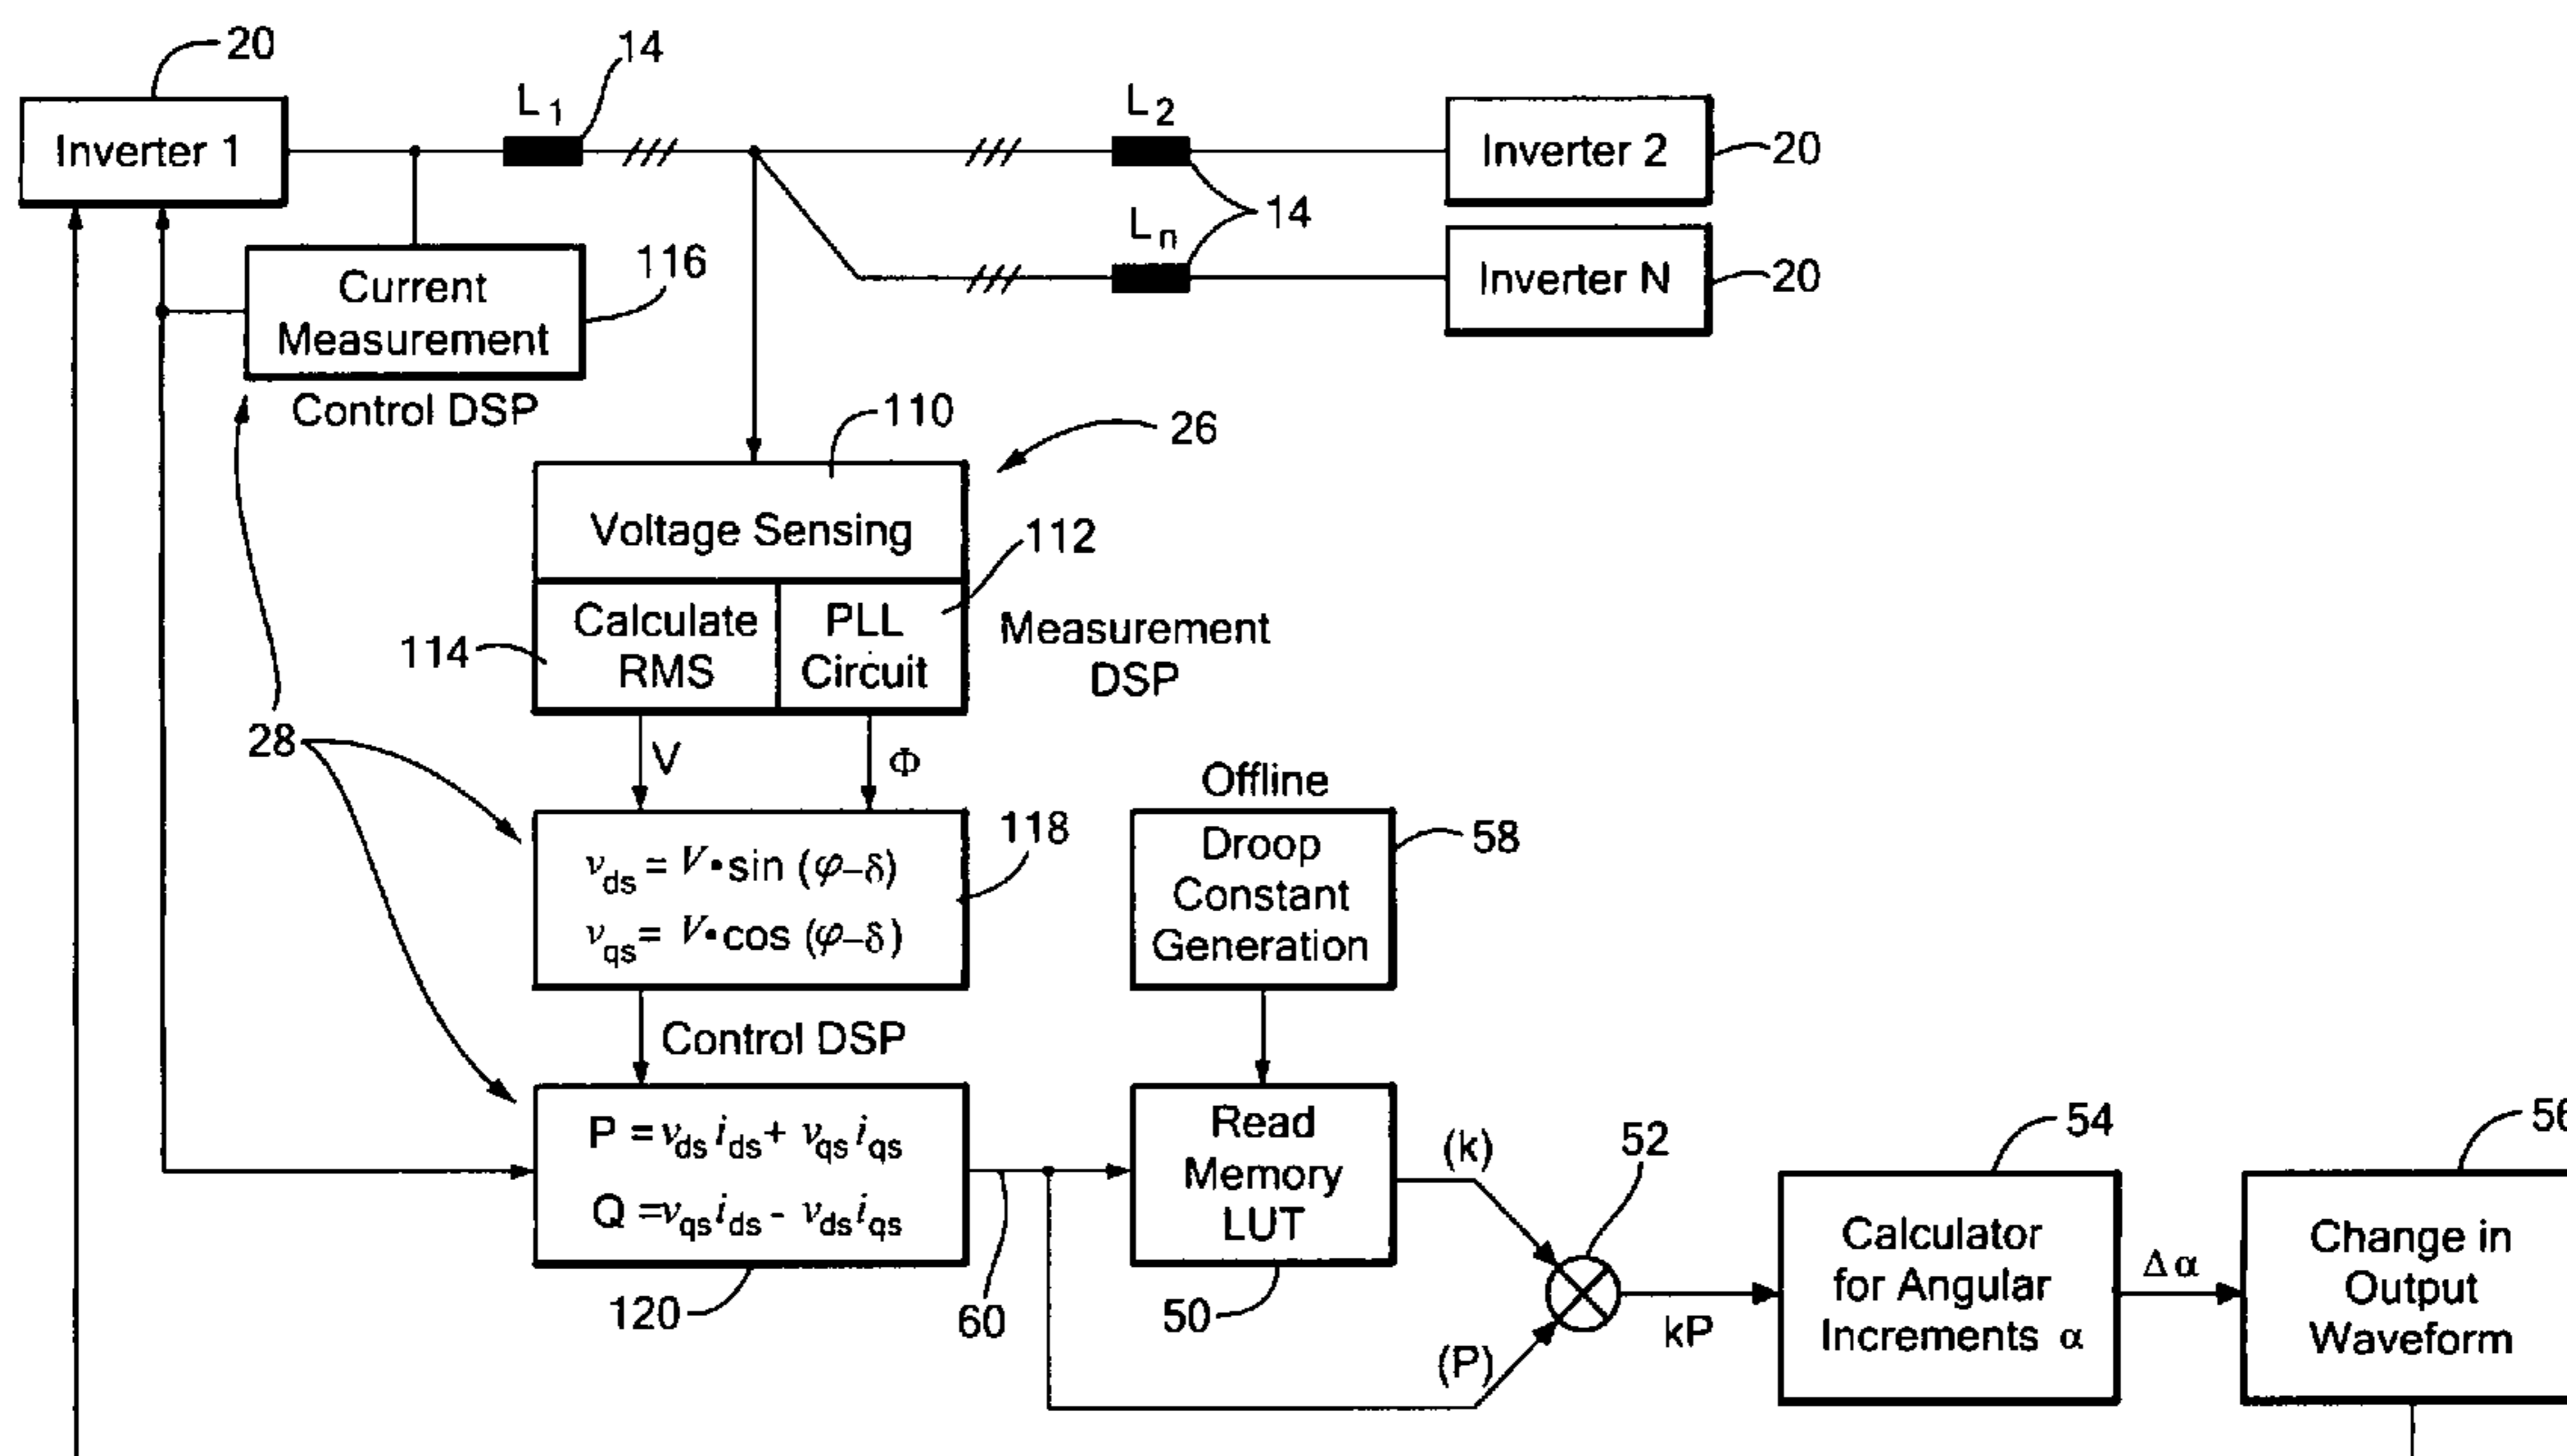 20
14
L1
L2
Inverter 1
Inverter 2
20
14
Ln
Inverter N
20
Current
Measurement
116
Control DSP
110
26
Voltage Sensing
112
Calculate
RMS
PLL
Circuit
114
Measurement
DSP
28
V
Φ
Offline
118
58
vds = V•sin (φ–δ)
vqs = V•cos (φ–δ)
Droop
Constant
Generation
Control DSP
P = vds ids + vqs iqs
Q = vqs ids - vds iqs
Read
Memory
LUT
(k)
52
54
56
Calculator
for Angular
Increments α
Δα
Change in
Output
Waveform
120
60
50
(P)
kP